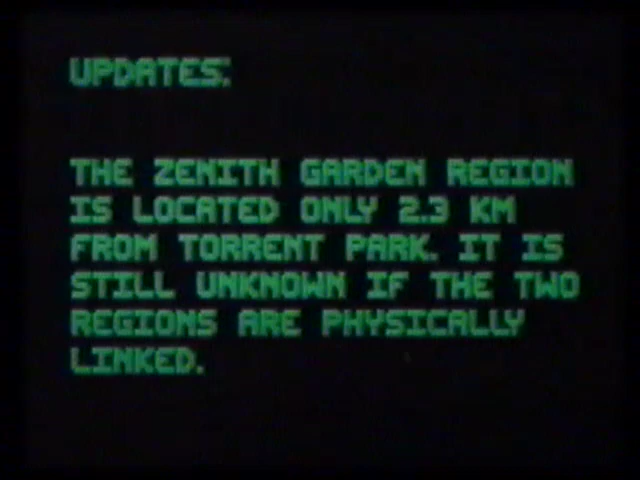 UPDATES:
THE ZENITH GARDEN REGION
IS LOCATED ONLY 2.3 KM
FROM TORRENT PARK. IT IS
STILL UNKNOWN IF THE TWO
REGIONS ARE PHYSICALLY
LINKED.